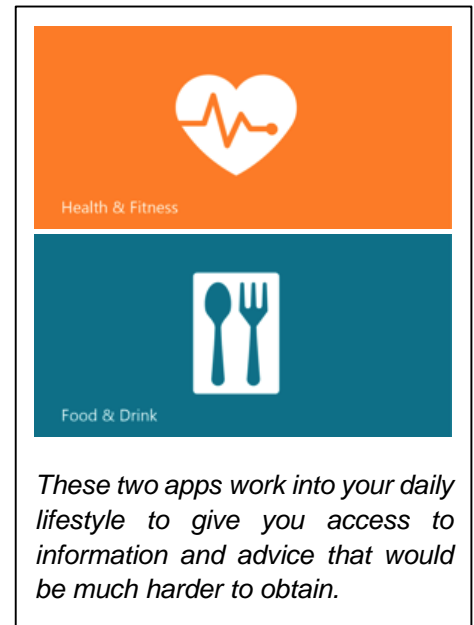 Health & Fitness
Food & Drink
These two apps work into your daily
lifestyle to give you access to
information and advice that would
be much harder to obtain.